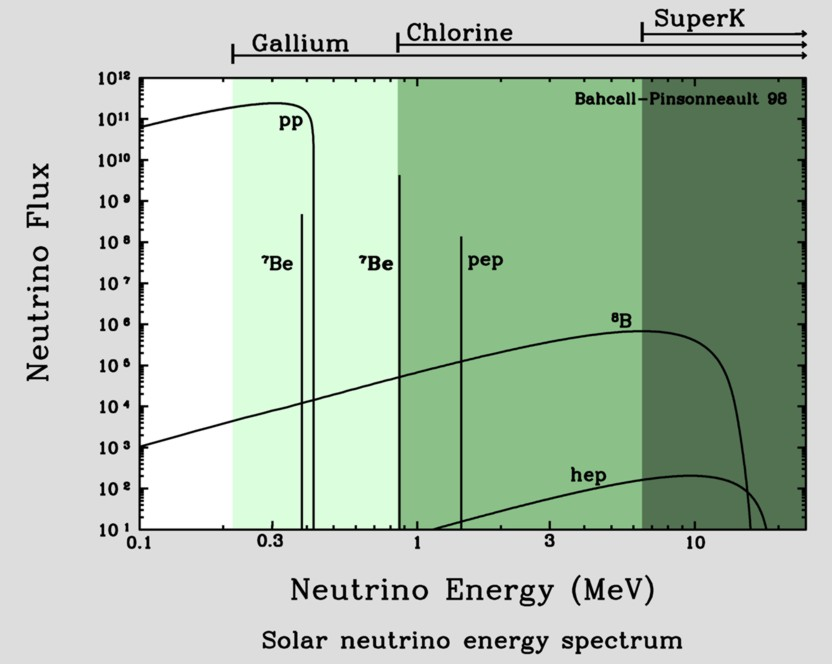 SuperK
Chlorine
Gallium
Bahcall-Pinsonneault 98
10¹²
10¹¹
10¹⁰
10⁹
10⁸
10⁷
10⁶
10⁵
10⁴
10³
10²
10¹
Neutrino Flux
pp
⁷Be
⁷Be
pep
⁸B
hep
0.1
0.3
1
3
10
Neutrino Energy (MeV)
Solar neutrino energy spectrum